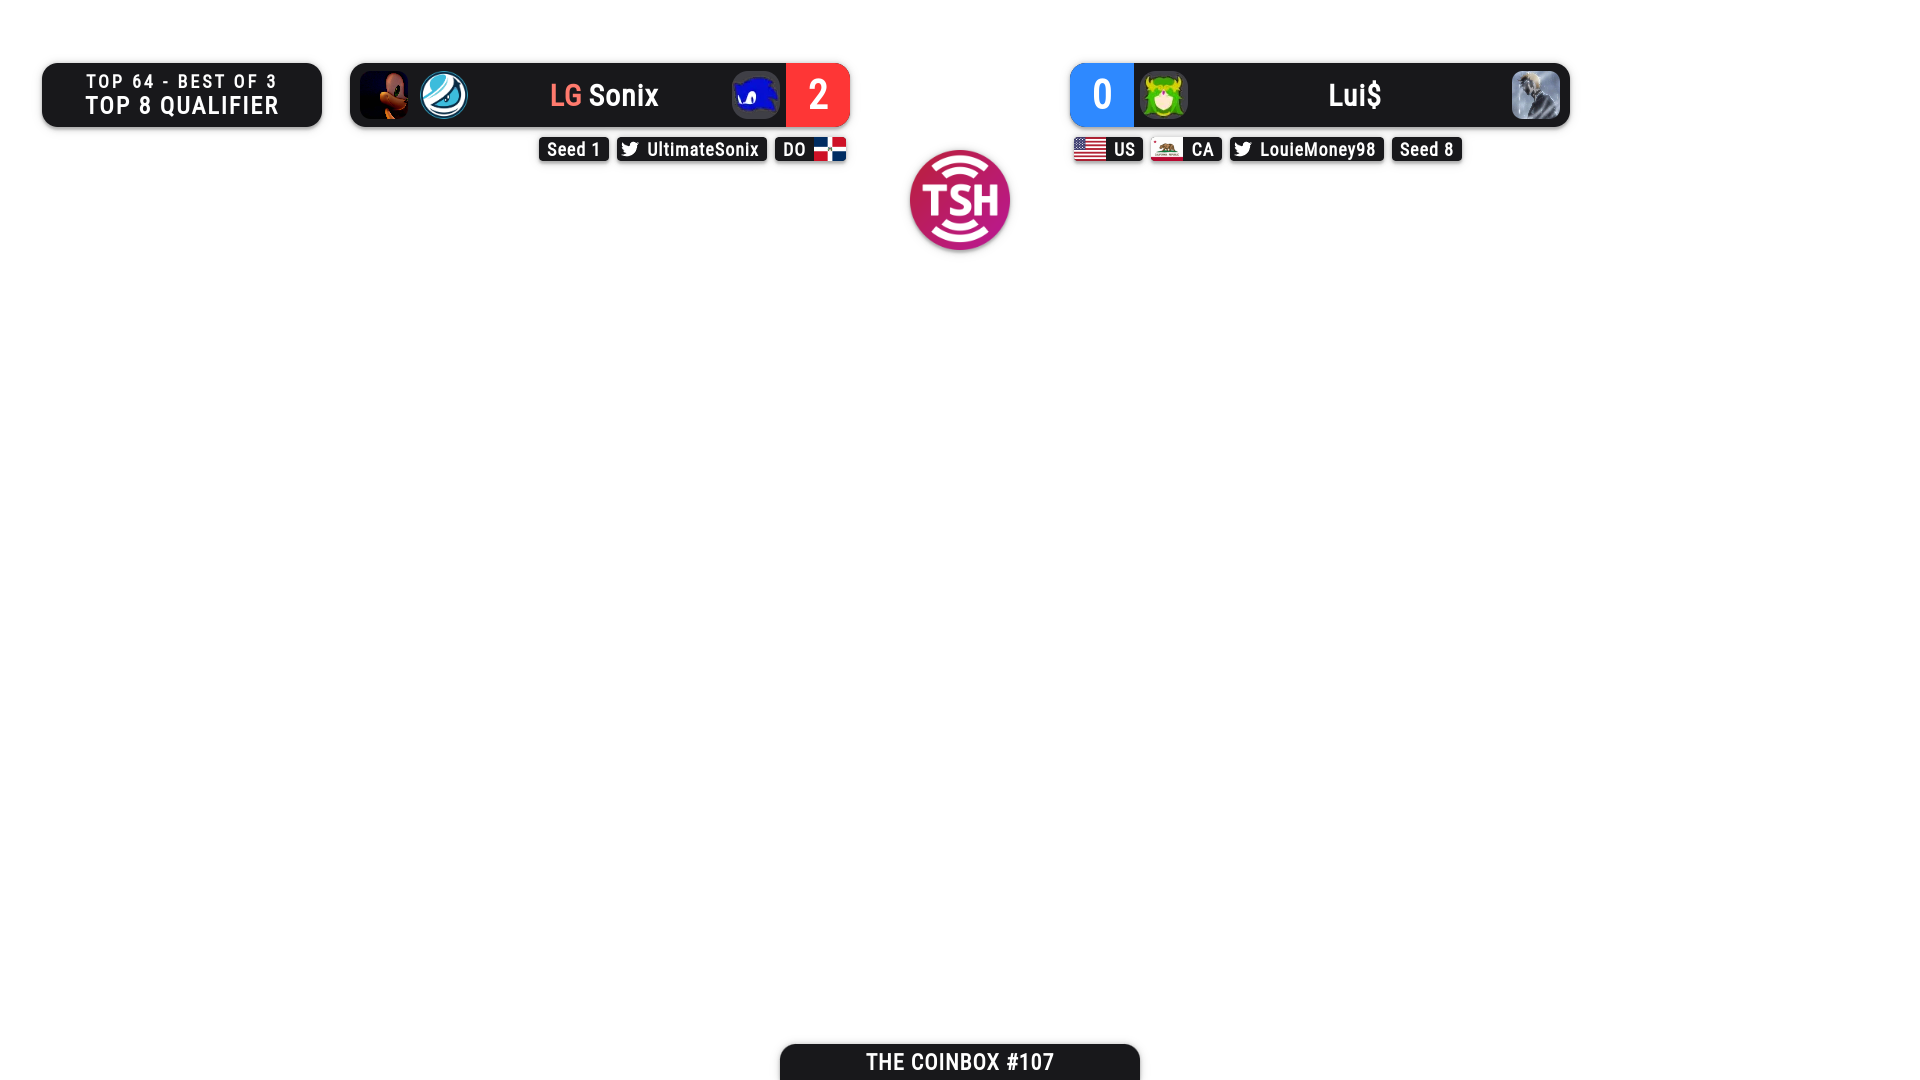 TOP 64 - BEST OF 3
TOP 8 QUALIFIER
LG Sonix
2
0
Lui$
Seed 1
UltimateSonix
DO
US
CA
LouieMoney98
Seed 8
TSH
THE COINBOX #107